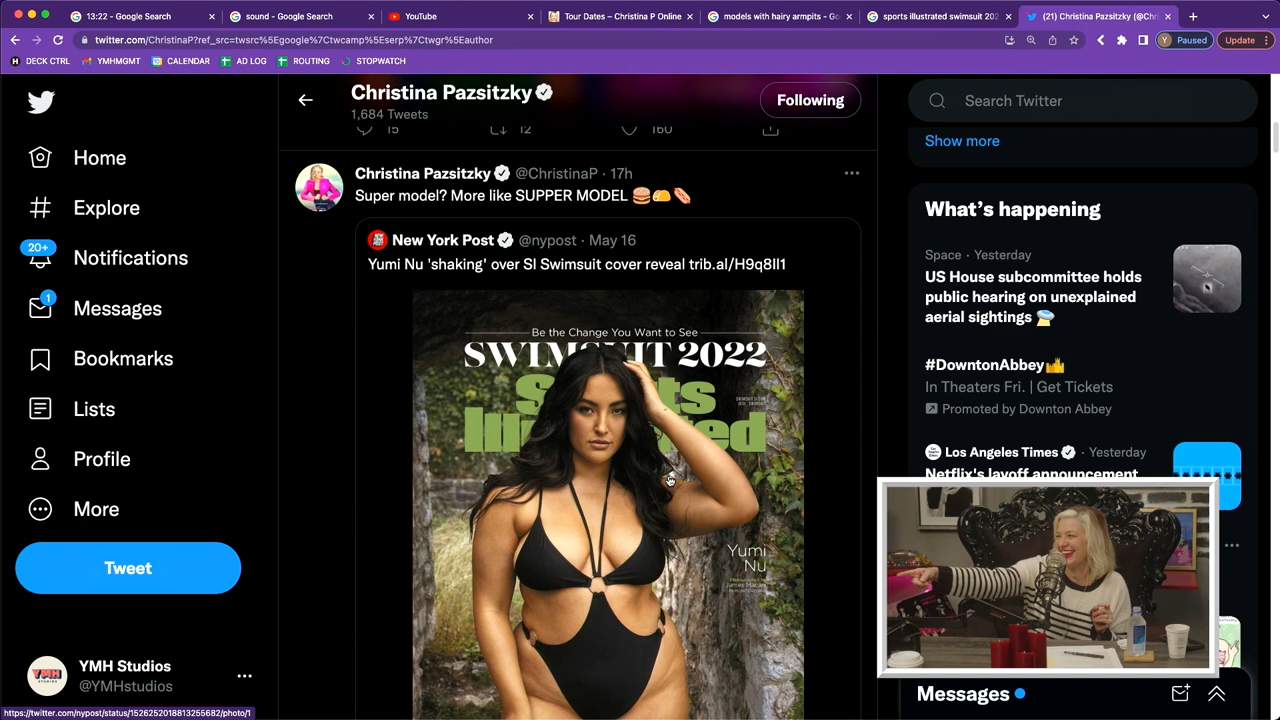 13:22 - Google Search
sound - Google Search
YouTube
Tour Dates – Christina P Online
models with hairy armpits - Go
sports illustrated swimsuit 202
(21) Christina Pazsitzky (@Chri
twitter.com/ChristinaP?ref_src=twsrc%5Egoogle%7Ctwcamp%5Eserp%7Ctwgr%5Eauthor
Paused
Update
DECK CTRL
YMHMGMT
CALENDAR
AD LOG
ROUTING
STOPWATCH
Christina Pazsitzky
1,684 Tweets
Following
Search Twitter
15
12
160
Show more
Home
Explore
20+
Notifications
1
Messages
Bookmarks
Lists
Profile
More
Tweet
YMH Studios
@YMHstudios
YMH
STUDIOS
Christina Pazsitzky @ChristinaP · 17h
Super model? More like SUPPER MODEL 🍔🌮🌭
New York Post @nypost · May 16
Yumi Nu 'shaking' over SI Swimsuit cover reveal trib.al/H9q8Il1
Be the Change You Want to See
SWIMSUIT 2022
Sports
Illustrated
Yumi
Nu
What's happening
Space · Yesterday
US House subcommittee holds
public hearing on unexplained
aerial sightings
#DowntonAbbey
In Theaters Fri. | Get Tickets
Promoted by Downton Abbey
Los Angeles Times · Yesterday
Netflix's layoff announcement
Messages
https://twitter.com/nypost/status/1526252018813255682/photo/1